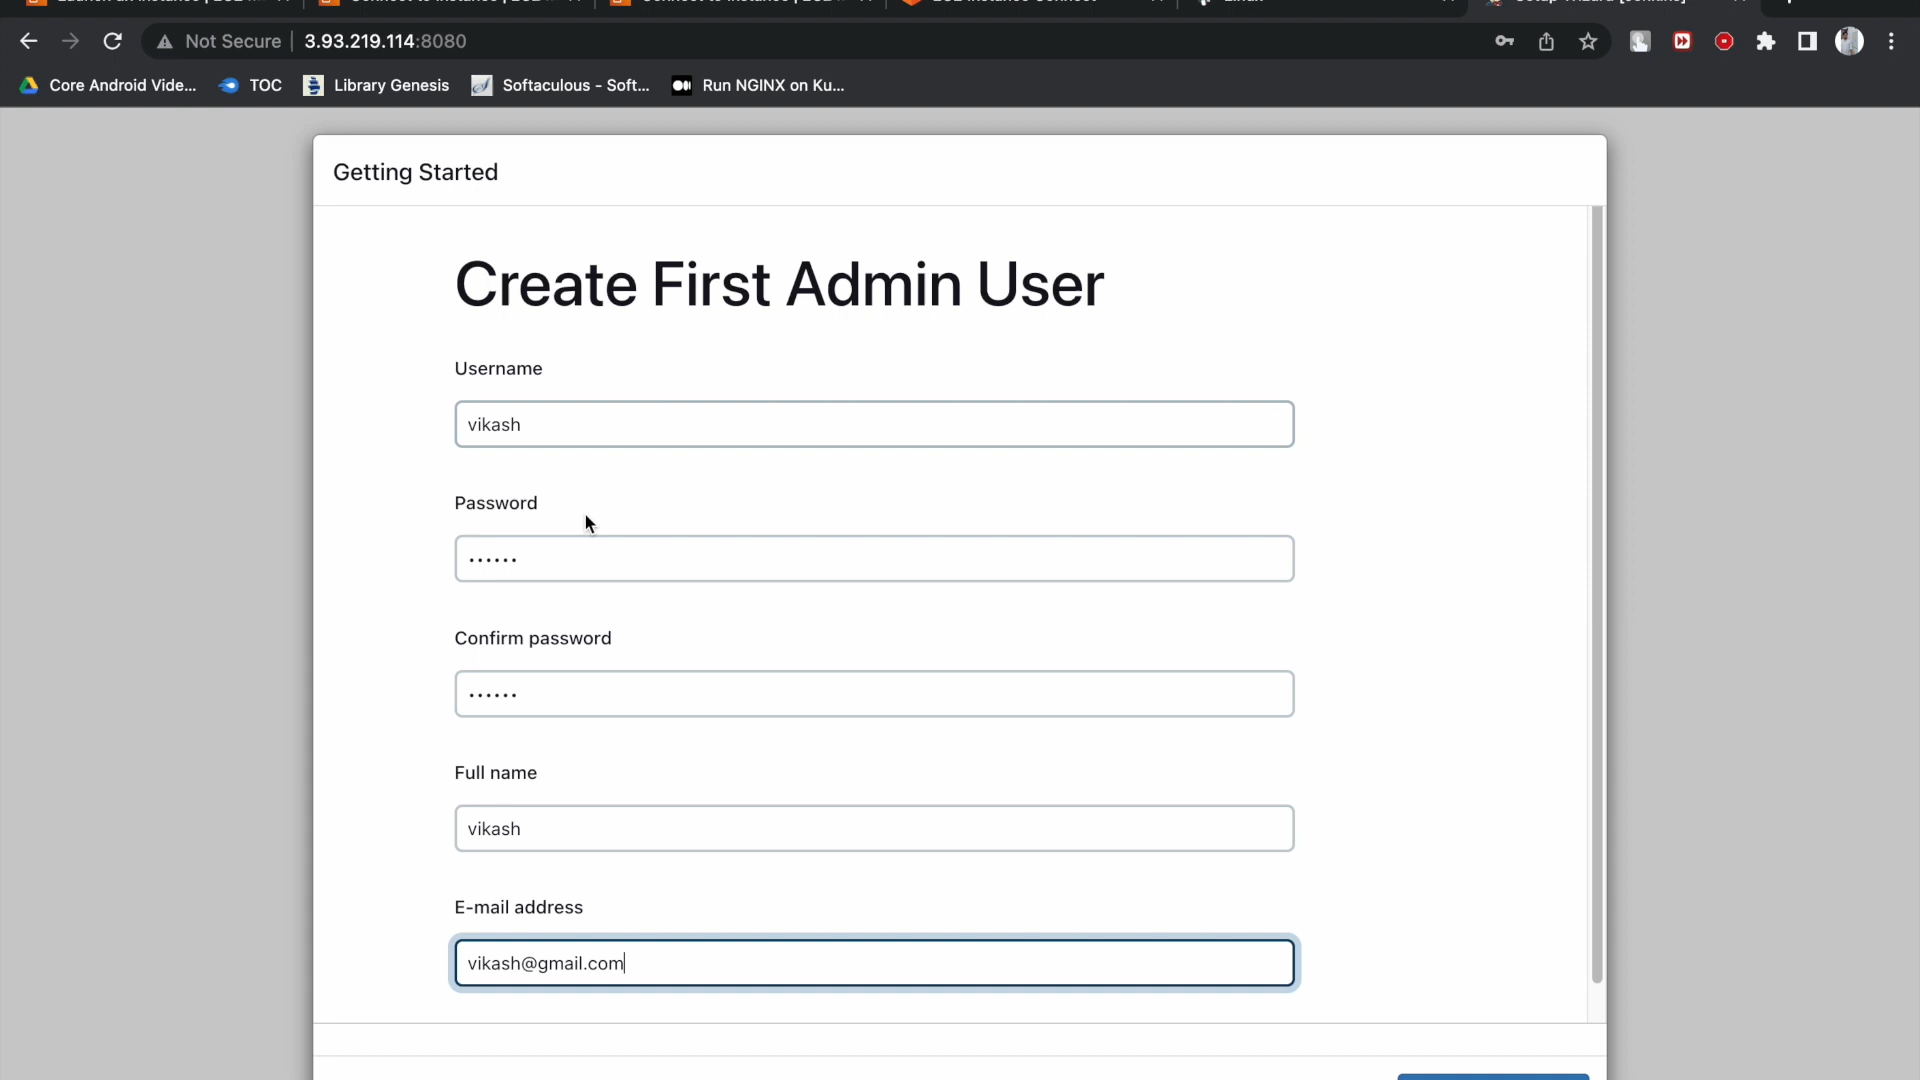 Not Secure | 3.93.219.114:8080
Core Android Vide... TOC Library Genesis Softaculous - Soft... Run NGINX on Ku...
Getting Started
Create First Admin User
Username
vikash
Password
······
Confirm password
······
Full name
vikash
E-mail address
vikash@gmail.com